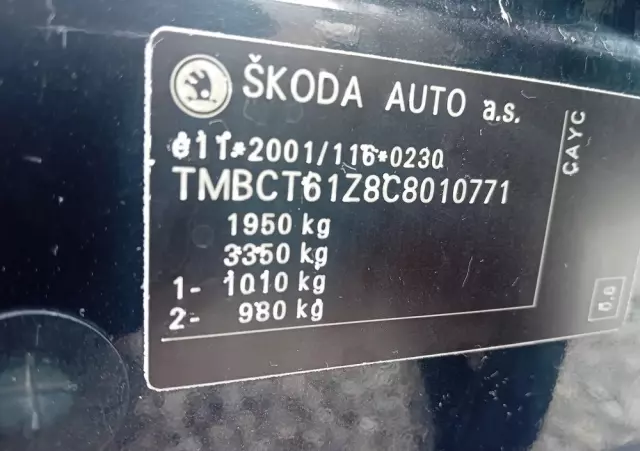 ŠKODA AUTO a.s.
e11*2001/116*0230
TMBCT61Z8C8010771
1950 kg
3350 kg
1- 1010 kg
2- 980 kg
CAYC